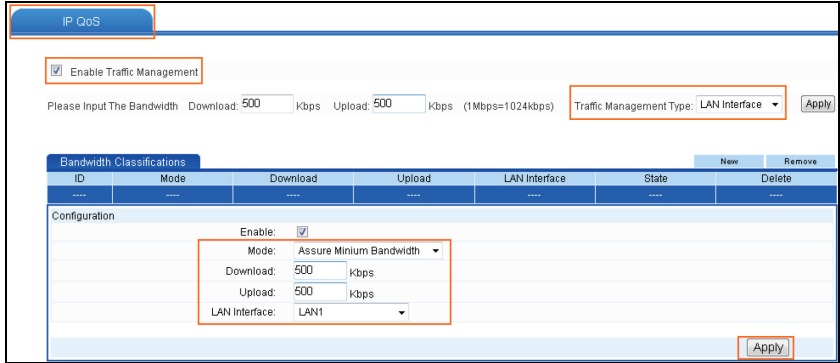 IP QoS
Enable Traffic Management
Please Input The Bandwidth Download: 500 Kbps Upload: 500 Kbps (1Mbps=1024kbps) Traffic Management Type: LAN Interface Apply
Bandwidth Classifications New Remove
ID Mode Download Upload LAN Interface State Delete
---- ---- ---- ---- ---- ---- ----
Configuration
Enable:
Mode: Assure Minium Bandwidth
Download: 500 Kbps
Upload: 500 Kbps
LAN Interface: LAN1
Apply